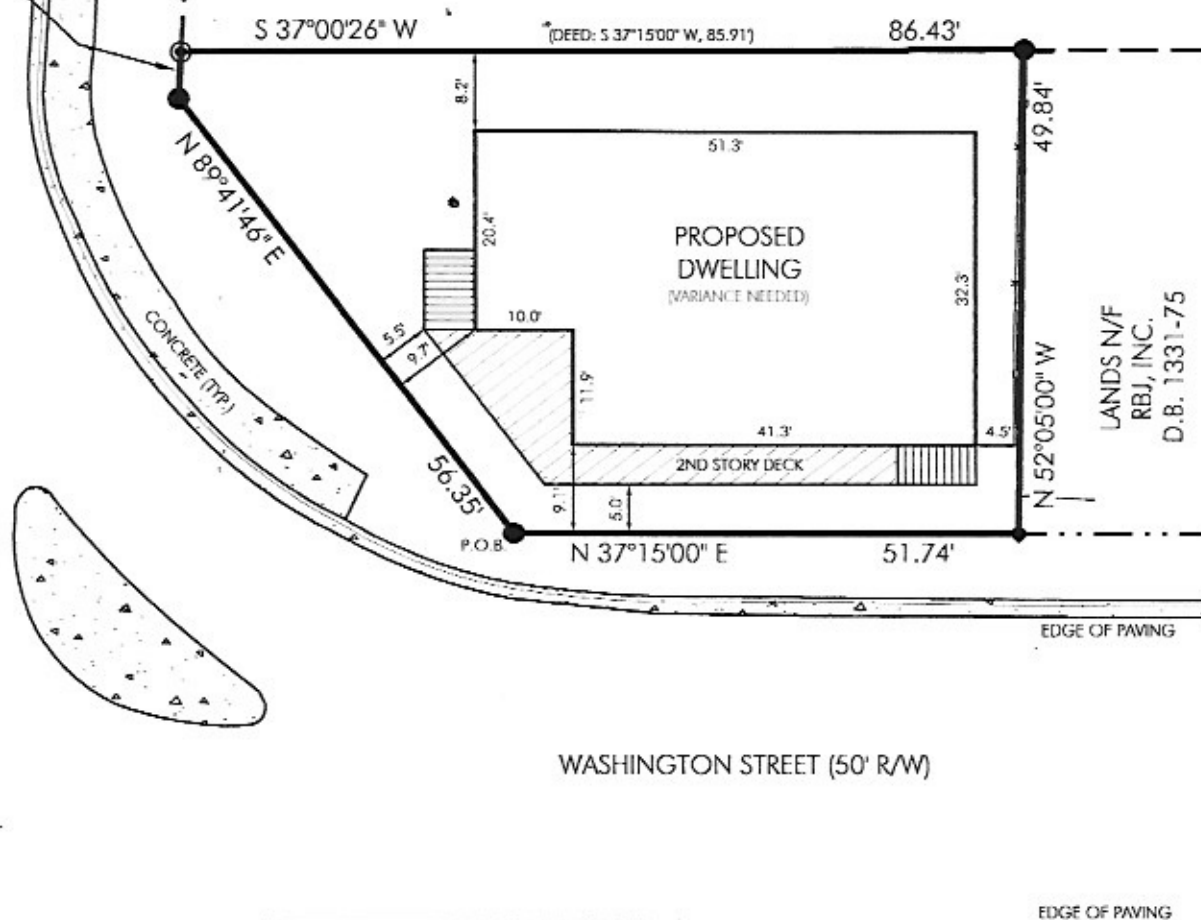 S 37°00'26" W
(DEED: S 37°15'00" W, 85.91')
86.43'
8.2'
49.84'
51.3'
N 89°41'46" E
20.4'
PROPOSED
DWELLING
(VARIANCE NEEDED)
32.3'
10.0'
5.5'
9.7'
CONCRETE (TYP.)
11.9'
41.3'
4.5'
N 52°05'00" W
LANDS N/F
RBJ, INC.
D.B. 1331-75
2ND STORY DECK
56.35'
9.1'
5.0'
P.O.B.
N 37°15'00" E
51.74'
EDGE OF PAVING
WASHINGTON STREET (50' R/W)
EDGE OF PAVING